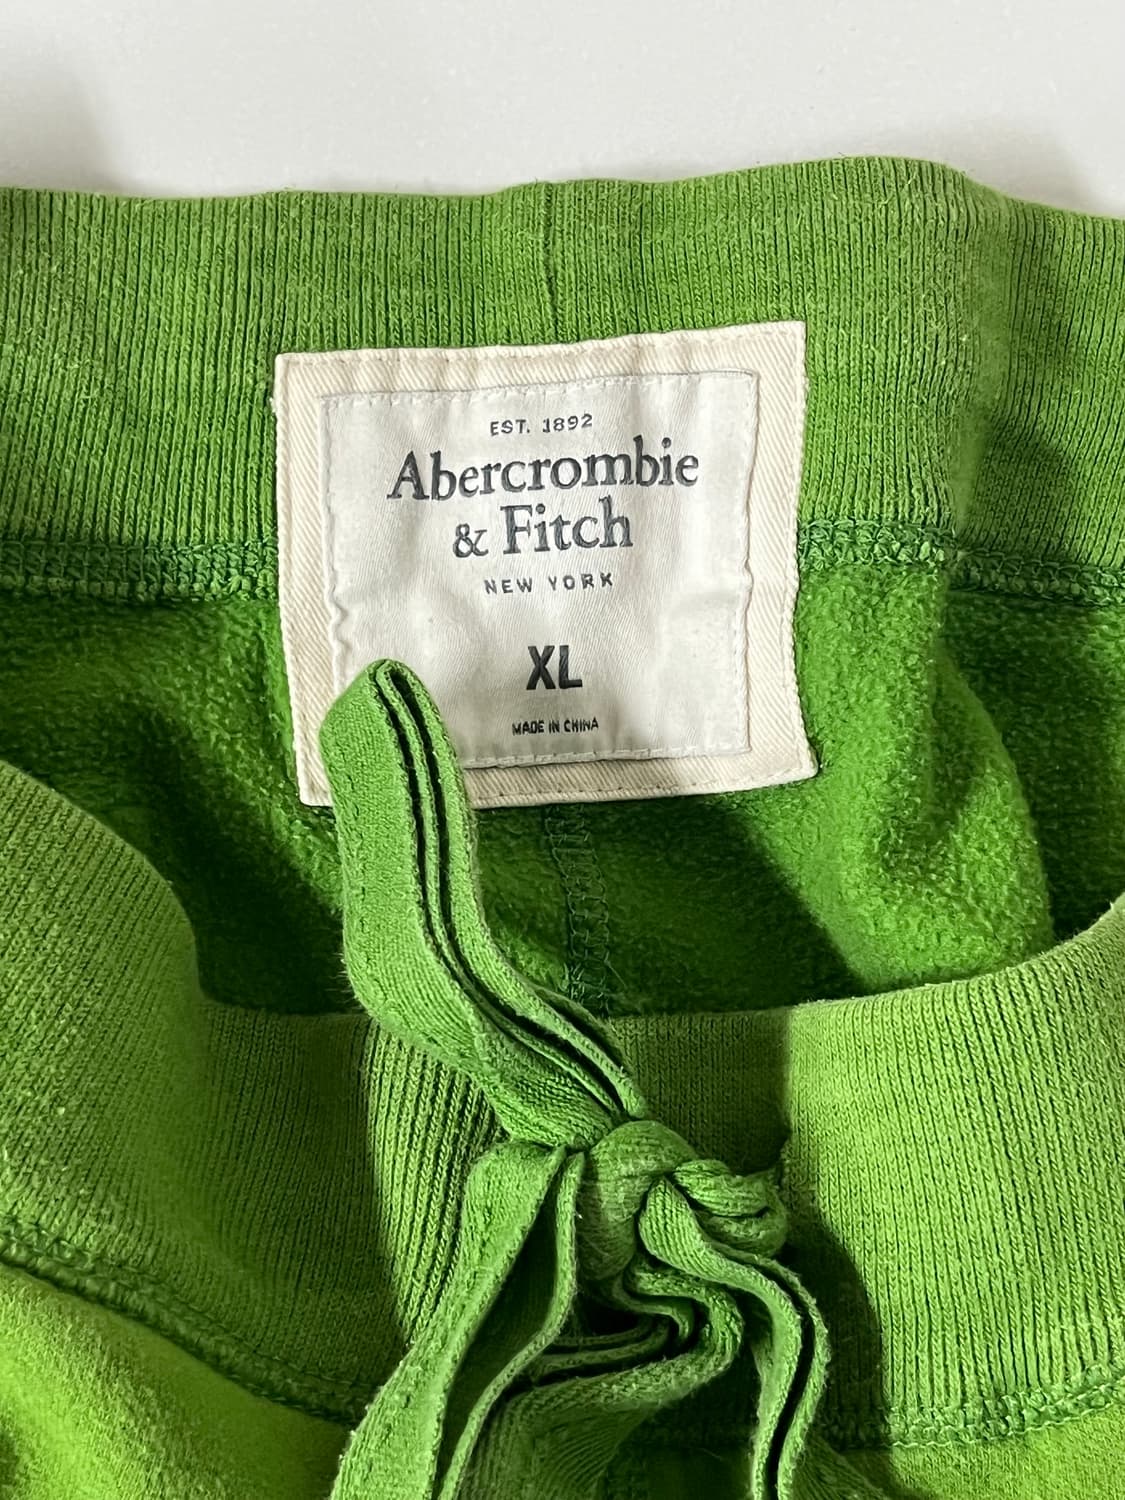 EST. 1892
Abercrombie
& Fitch
NEW YORK
XL
MADE IN CHINA